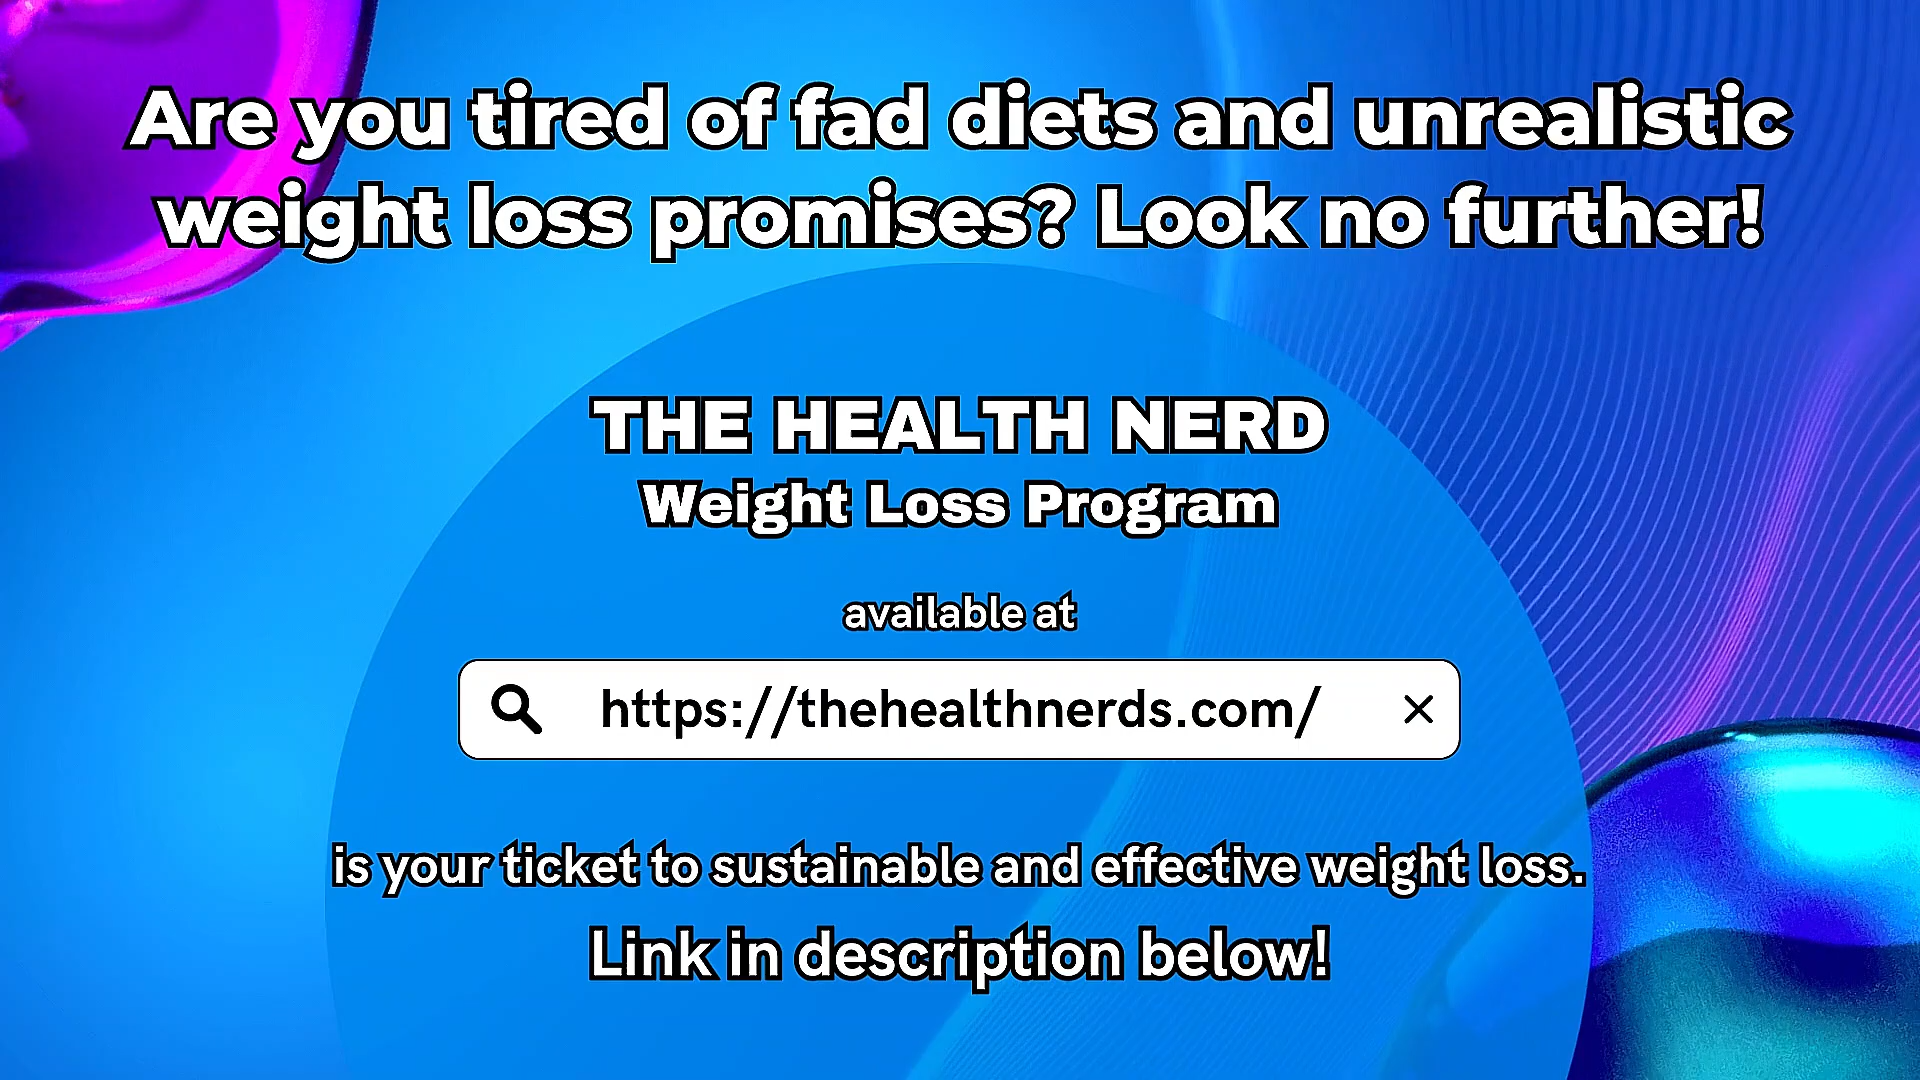 Are you tired of fad diets and unrealistic
weight loss promises? Look no further!
THE HEALTH NERD
Weight Loss Program
available at
https://thehealthnerds.com/
is your ticket to sustainable and effective weight loss.
Link in description below!